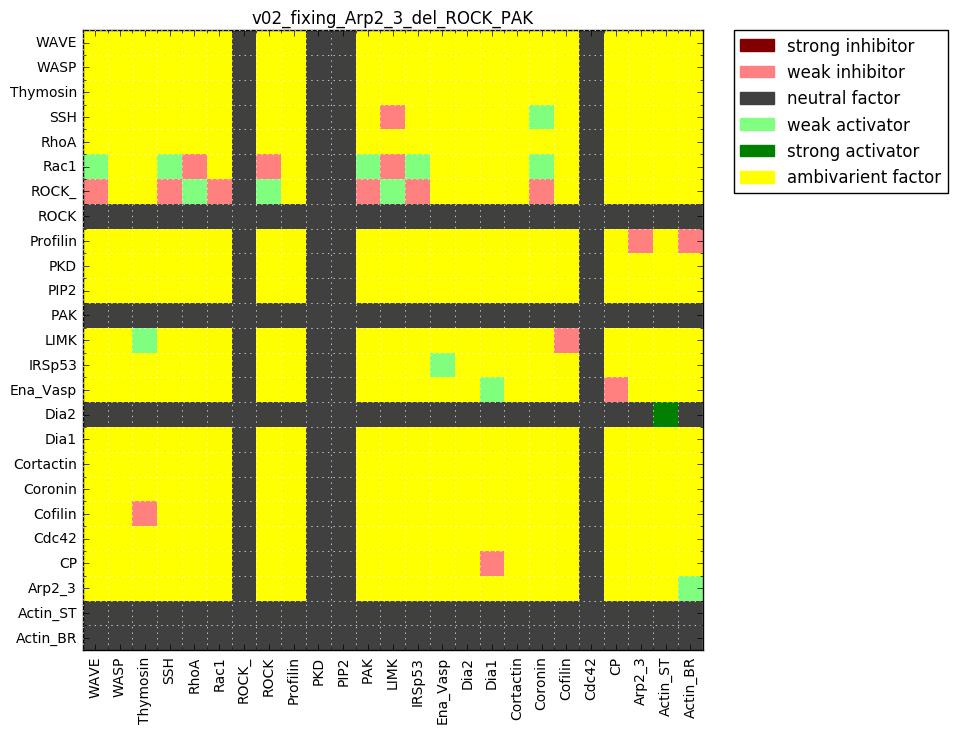 v02_fixing_Arp2_3_del_ROCK_PAK
WAVE
WASP
Thymosin
SSH
RhoA
Rac1
ROCK_
ROCK
Profilin
PKD
PIP2
PAK
LIMK
IRSp53
Ena_Vasp
Dia2
Dia1
Cortactin
Coronin
Cofilin
Cdc42
CP
Arp2_3
Actin_ST
Actin_BR
WAVE
WASP
Thymosin
SSH
RhoA
Rac1
ROCK_
ROCK
Profilin
PKD
PIP2
PAK
LIMK
IRSp53
Ena_Vasp
Dia2
Dia1
Cortactin
Coronin
Cofilin
Cdc42
CP
Arp2_3
Actin_ST
Actin_BR
strong inhibitor
weak inhibitor
neutral factor
weak activator
strong activator
ambivarient factor